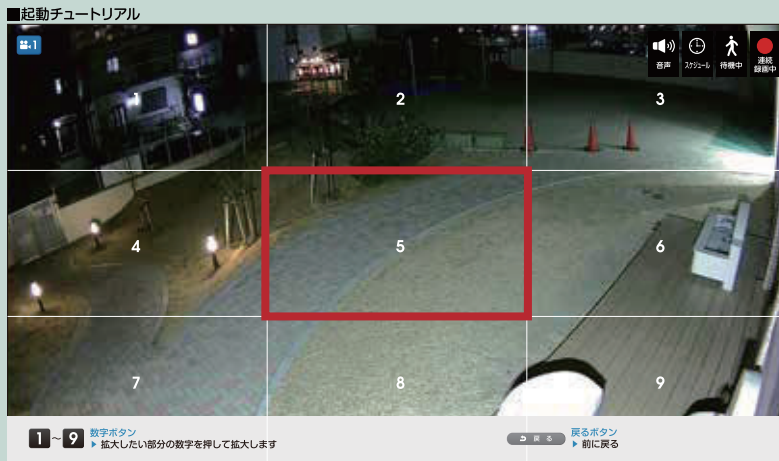 ■起動チュートリアル
1
音声
スケジュール
待機中
連続
録画中
1
2
3
4
5
6
7
8
9
1～9 数字ボタン
▶ 拡大したい部分の数字を押して拡大します
戻る 戻るボタン
▶ 前に戻る